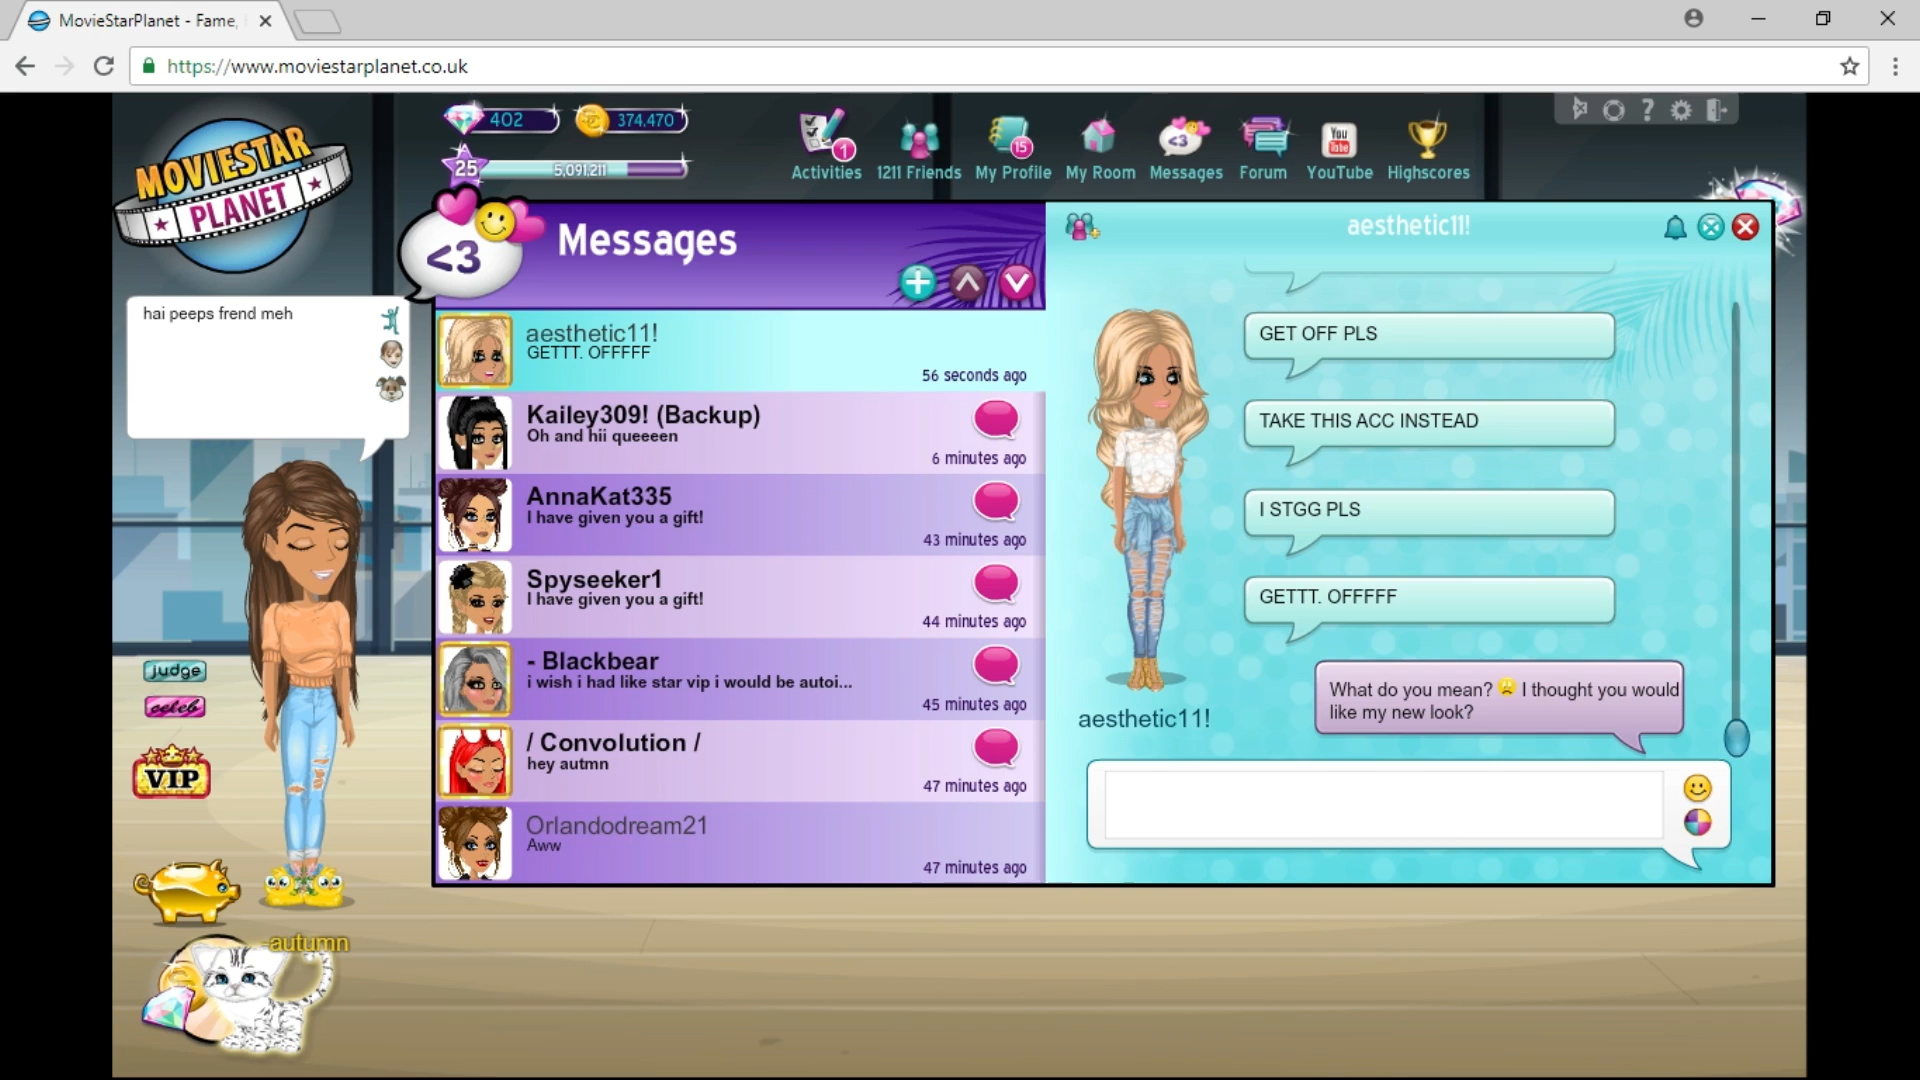 MovieStarPlanet - Fame,
https://www.moviestarplanet.co.uk
MOVIESTAR
PLANET
402
374,470
25
5,091,211
1
15
<3
You
Tube
?
Activities
1211 Friends
My Profile
My Room
Messages
Forum
YouTube
Highscores
hai peeps frend meh
judge
celeb
VIP
-autumn
<3
Messages
aesthetic11!
GETTT. OFFFFF
56 seconds ago
Kailey309! (Backup)
Oh and hii queeeen
6 minutes ago
AnnaKat335
I have given you a gift!
43 minutes ago
Spyseeker1
I have given you a gift!
44 minutes ago
- Blackbear
i wish i had like star vip i would be autoi...
45 minutes ago
/ Convolution /
hey autmn
47 minutes ago
Orlandodream21
Aww
47 minutes ago
aesthetic11!
GET OFF PLS
TAKE THIS ACC INSTEAD
I STGG PLS
GETTT. OFFFFF
What do you mean? I thought you would
like my new look?
aesthetic11!